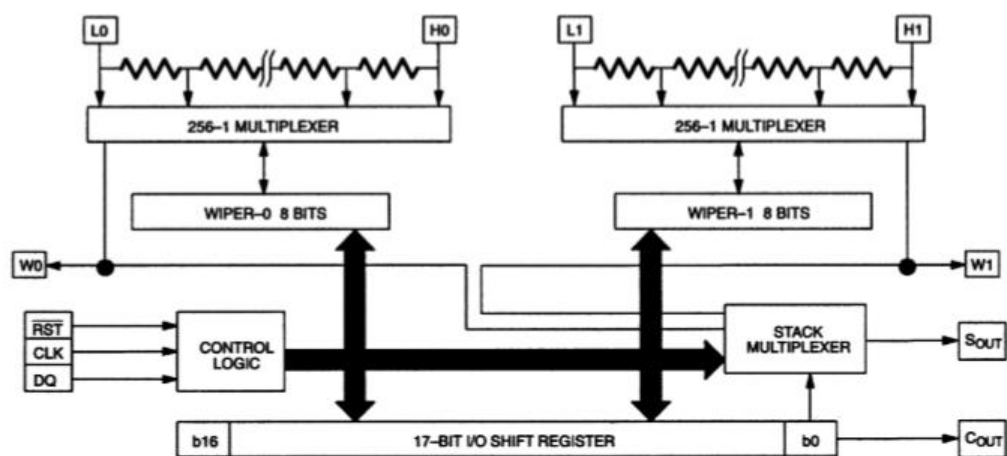 L0
H0
L1
H1
256–1 MULTIPLEXER
256–1 MULTIPLEXER
WIPER–0 8 BITS
WIPER–1 8 BITS
W0
W1
RST
CLK
DQ
CONTROL
LOGIC
STACK
MULTIPLEXER
SOUT
b16
17–BIT I/O SHIFT REGISTER
b0
COUT